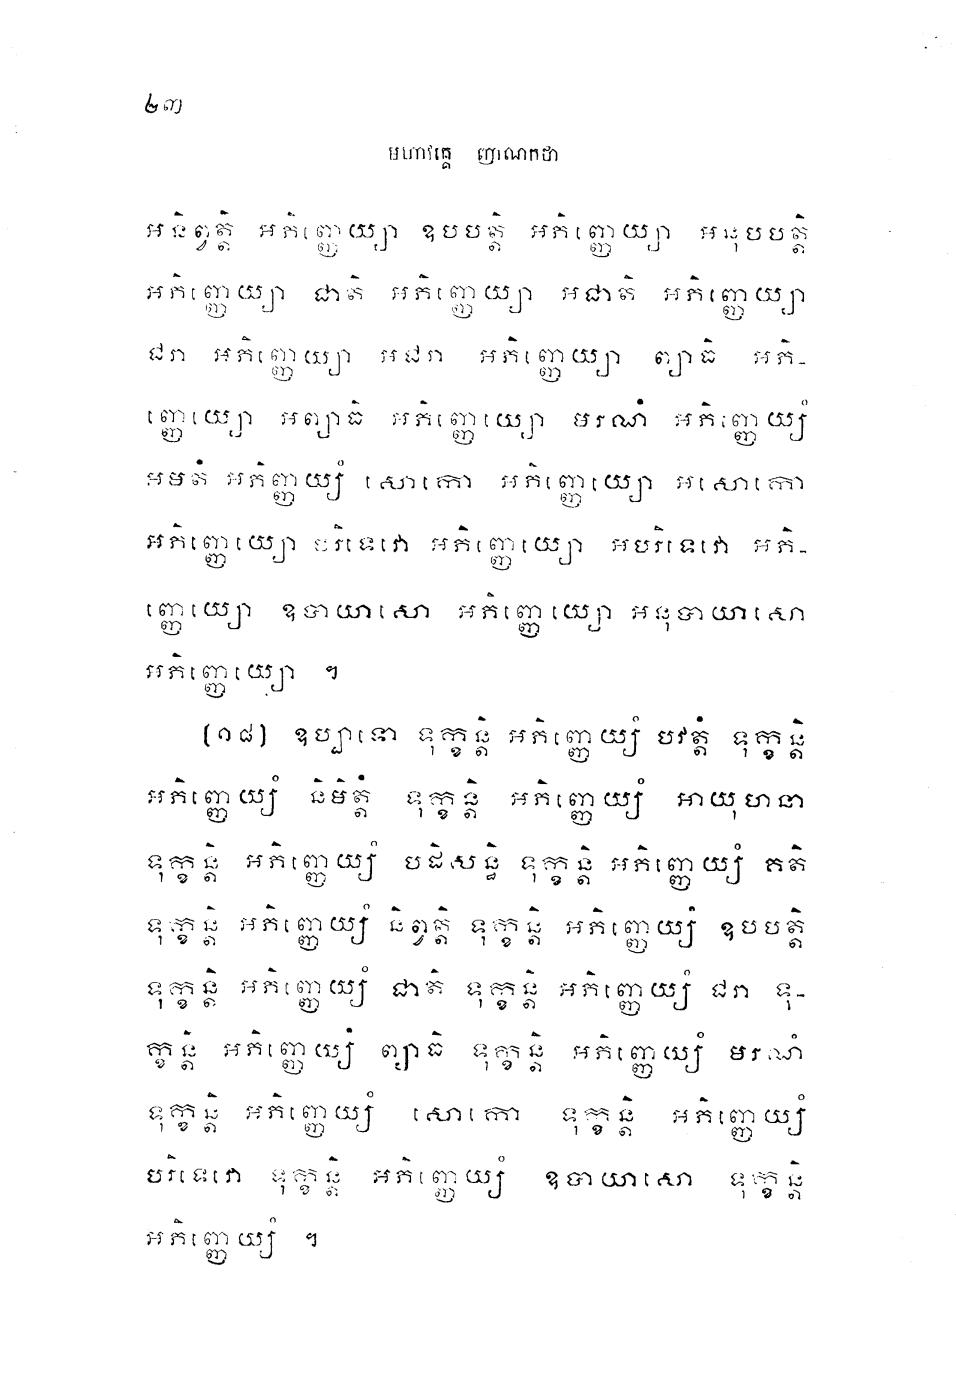 ២៣
មហាវគ្គេ ញាណកថា
អនិព្វត្តិ អភិញ្ញេយ្យា ឧបបត្តិ អភិញ្ញេយ្យា អនុបបត្តិ
អភិញ្ញេយ្យា ជាតិ អភិញ្ញេយ្យា អជាតិ អភិញ្ញេយ្យា
ជរា អភិញ្ញេយ្យា អជរា អភិញ្ញេយ្យា ព្យាធិ អភិ-
ញ្ញេយ្យោ អព្យាធិ អភិញ្ញេយ្យោ មរណំ អភិញ្ញេយ្យំ
អមតំ អភិញ្ញយ្យំ សោកោ អភិញ្ញេយ្យោ អសោកោ
អភិញ្ញេយ្យោ បរិទេវោ អភិញ្ញេយ្យោ អបរិទេវោ អភិ-
ញ្ញេយ្យោ ឧបាយាសោ អភិញ្ញេយ្យោ អនុបាយាសោ
អភិញ្ញេយ្យោ ។
[១៨] ឧប្បាទោ ទុក្ខន្តិ អភិញ្ញេយ្យំ បវត្តំ ទុក្ខន្តិ
អភិញ្ញេយ្យំ និមិត្តំ ទុក្ខន្តិ អភិញ្ញេយ្យំ អាយុហនា
ទុក្ខន្តិ អភិញ្ញេយ្យំ បដិសន្ធិ ទុក្ខន្តិ អភិញ្ញេយ្យំ គតិ
ទុក្ខន្តិ អភិញ្ញេយ្យំ និព្វត្តិ ទុក្ខន្តិ អភិញ្ញេយ្យំ ឧបបត្តិ
ទុក្ខន្តិ អភិញ្ញេយ្យំ ជាតិ ទុក្ខន្តិ អភិញ្ញេយ្យំ ជរា ទុ-
ក្ខន្តិ អភិញ្ញេយ្យំ ព្យាធិ ទុក្ខន្តិ អភិញ្ញេយ្យំ មរណំ
ទុក្ខន្តិ អភិញ្ញេយ្យំ សោកោ ទុក្ខន្តិ អភិញ្ញេយ្យំ
បរិទេវោ ទុក្ខន្តិ អភិញ្ញេយ្យំ ឧបាយាសោ ទុក្ខន្តិ
អភិញ្ញេយ្យំ ។